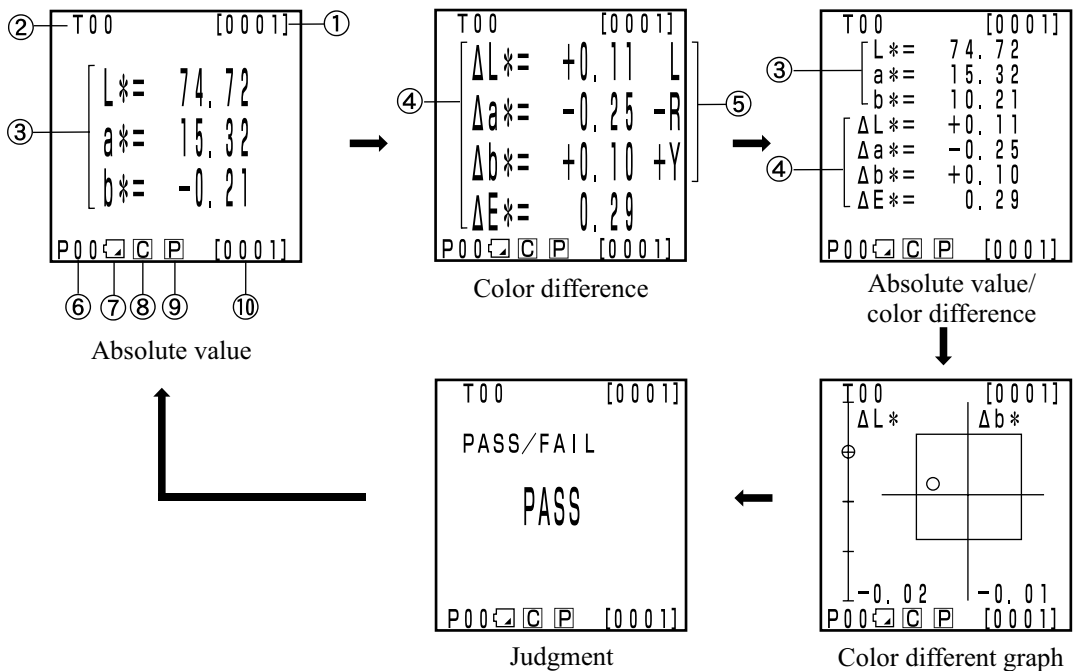 ② T00 [0001] ①
③
L*= 74.72
a*= 15.32
b*= -0.21
P00 C P [0001]
⑥ ⑦ ⑧ ⑨ ⑩
Absolute value
T00 [0001]
④ ⑤
ΔL*= +0.11 L
Δa*= -0.25 -R
Δb*= +0.10 +Y
ΔE*= 0.29
P00 C P [0001]
Color difference
T00 [0001]
③
L*= 74.72
a*= 15.32
b*= 10.21
④
ΔL*= +0.11
Δa*= -0.25
Δb*= +0.10
ΔE*= 0.29
P00 C P [0001]
Absolute value/
color difference
T00 [0001]
PASS/FAIL
PASS
P00 C P [0001]
Judgment
T00 [0001]
ΔL* Δb*
-0.02 -0.01
P00 C P [0001]
Color different graph